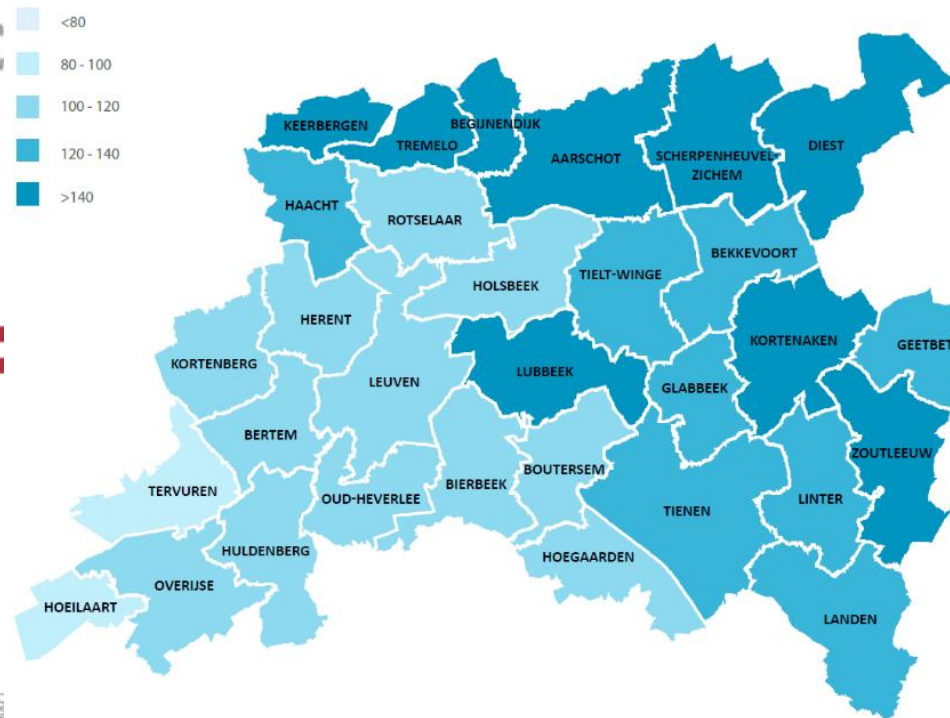 <80
80 - 100
100 - 120
120 - 140
>140
KEERBERGEN
TREMELO
BEGIJNENDIJK
AARSCHOT
SCHERPENHEUVEL-
ZICHEM
DIEST
HAACHT
ROTSELAAR
HOLSBEEK
TIELT-WINGE
BEKKEVOORT
HERENT
KORTENBERG
LEUVEN
LUBBEEK
GLABBEEK
KORTENAKEN
GEETBET
BERTEM
TERVUREN
OUD-HEVERLEE
BIERBEEK
BOUTERSEM
TIENEN
LINTER
ZOUTLEEUW
HULDENBERG
HOEGAARDEN
OVERIJSE
HOEILAART
LANDEN